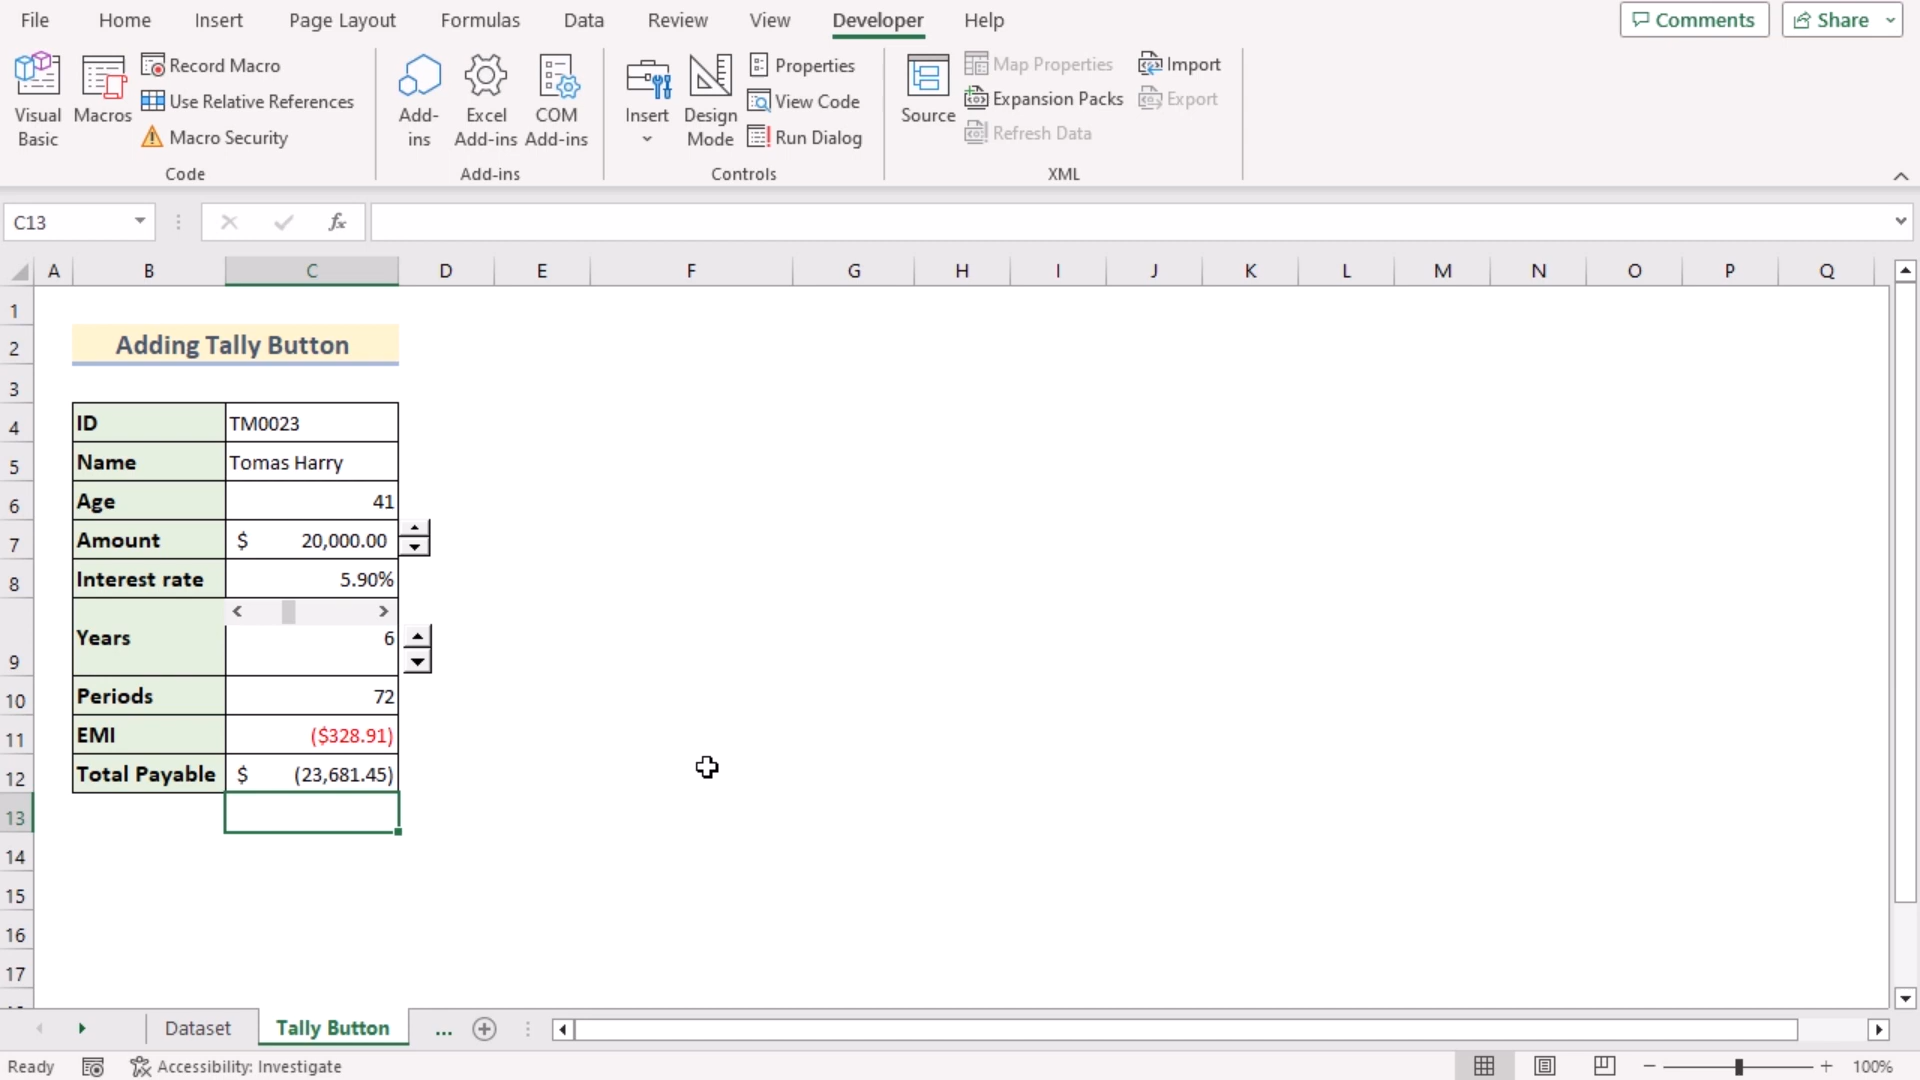 File Home Insert Page Layout Formulas Data Review View Developer Help Comments Share
Visual Basic
Macros
Record Macro
Use Relative References
Macro Security
Code
Add-ins
Excel Add-ins
COM Add-ins
Add-ins
Insert
Design Mode
Properties
View Code
Run Dialog
Controls
Source
Map Properties
Expansion Packs
Refresh Data
Import
Export
XML
C13 fx
A B C D E F G H I J K L M N O P Q
1
2 Adding Tally Button
3
4 ID TM0023
5 Name Tomas Harry
6 Age 41
7 Amount $ 20,000.00
8 Interest rate 5.90%
9 Years 6
10 Periods 72
11 EMI ($328.91)
12 Total Payable $ (23,681.45)
13
14
15
16
17
Dataset Tally Button ...
Ready Accessibility: Investigate 100%